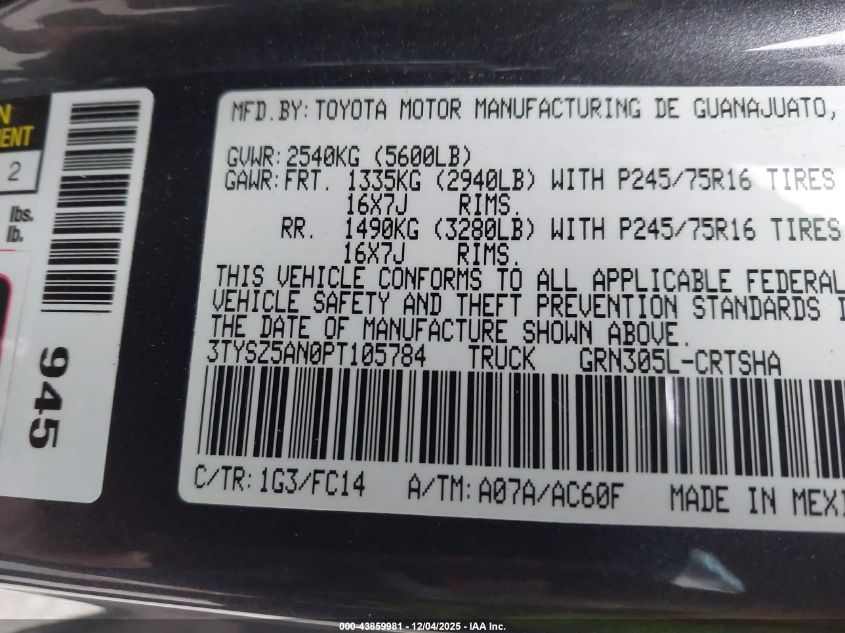 MFD.BY: TOYOTA MOTOR MANUFACTURING DE GUANAJUATO,
GVWR: 2540KG (5600LB)
GAWR: FRT. 1335KG (2940LB) WITH P245/75R16 TIRES
16X7J RIMS.
RR. 1490KG (3280LB) WITH P245/75R16 TIRES
16X7J RIMS.
THIS VEHICLE CONFORMS TO ALL APPLICABLE FEDERAL
VEHICLE SAFETY AND THEFT PREVENTION STANDARDS
THE DATE OF MANUFACTURE SHOWN ABOVE.
3TYSZ5AN0PT105784 TRUCK GRN305L-CRTSHA
C/TR: 1G3/FC14 A/TM: A07A/AC60F MADE IN MEXI
2
lbs.
lb.
945
000-43859981 - 12/04/2025 - IAA Inc.